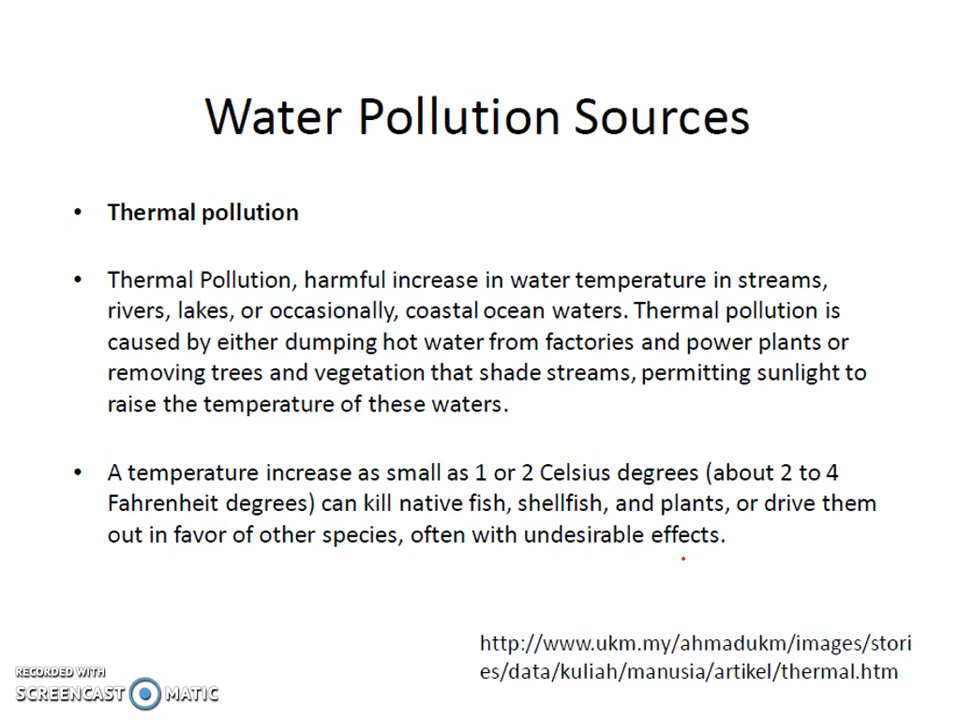 Water Pollution Sources
• Thermal pollution
• Thermal Pollution, harmful increase in water temperature in streams,
rivers, lakes, or occasionally, coastal ocean waters. Thermal pollution is
caused by either dumping hot water from factories and power plants or
removing trees and vegetation that shade streams, permitting sunlight to
raise the temperature of these waters.
• A temperature increase as small as 1 or 2 Celsius degrees (about 2 to 4
Fahrenheit degrees) can kill native fish, shellfish, and plants, or drive them
out in favor of other species, often with undesirable effects.
http://www.ukm.my/ahmadukm/images/stori
es/data/kuliah/manusia/artikel/thermal.htm
RECORDED WITH
SCREENCAST MATIC